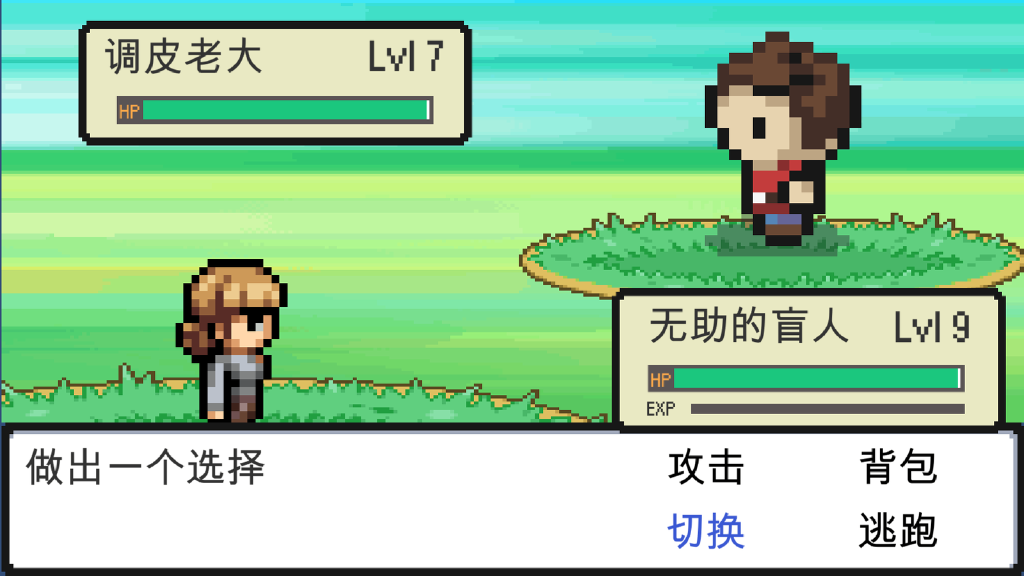 调皮老大 Lvl 7
HP
无助的盲人 Lvl 9
HP
EXP
做出一个选择
攻击 背包
切换 逃跑